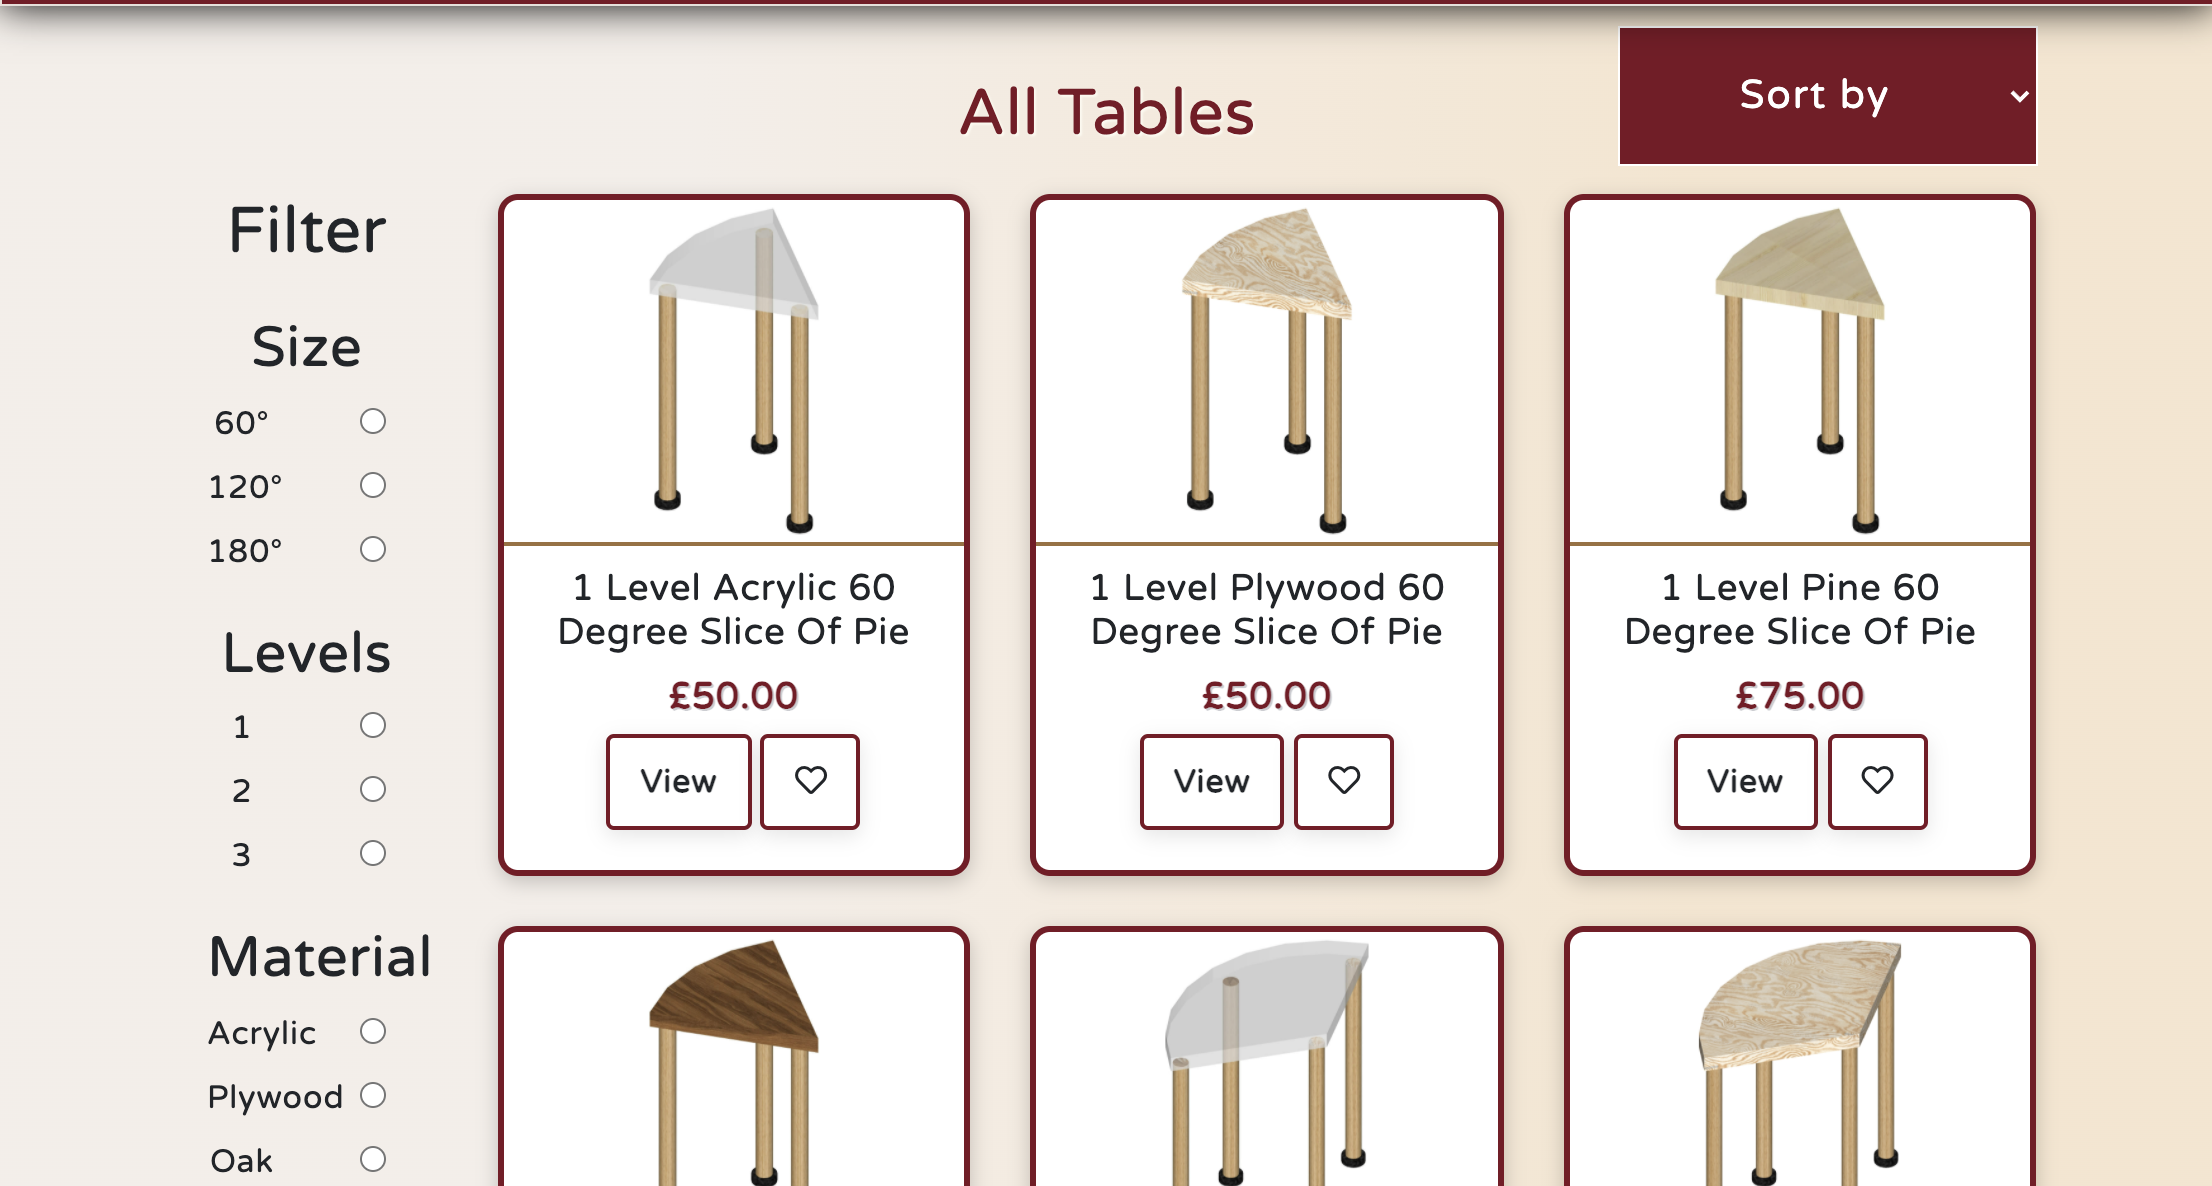 All Tables
Sort by
Filter
Size
60°
120°
180°
Levels
1
2
3
Material
Acrylic
Plywood
Oak
1 Level Acrylic 60
Degree Slice Of Pie
£50.00
View
1 Level Plywood 60
Degree Slice Of Pie
£50.00
View
1 Level Pine 60
Degree Slice Of Pie
£75.00
View